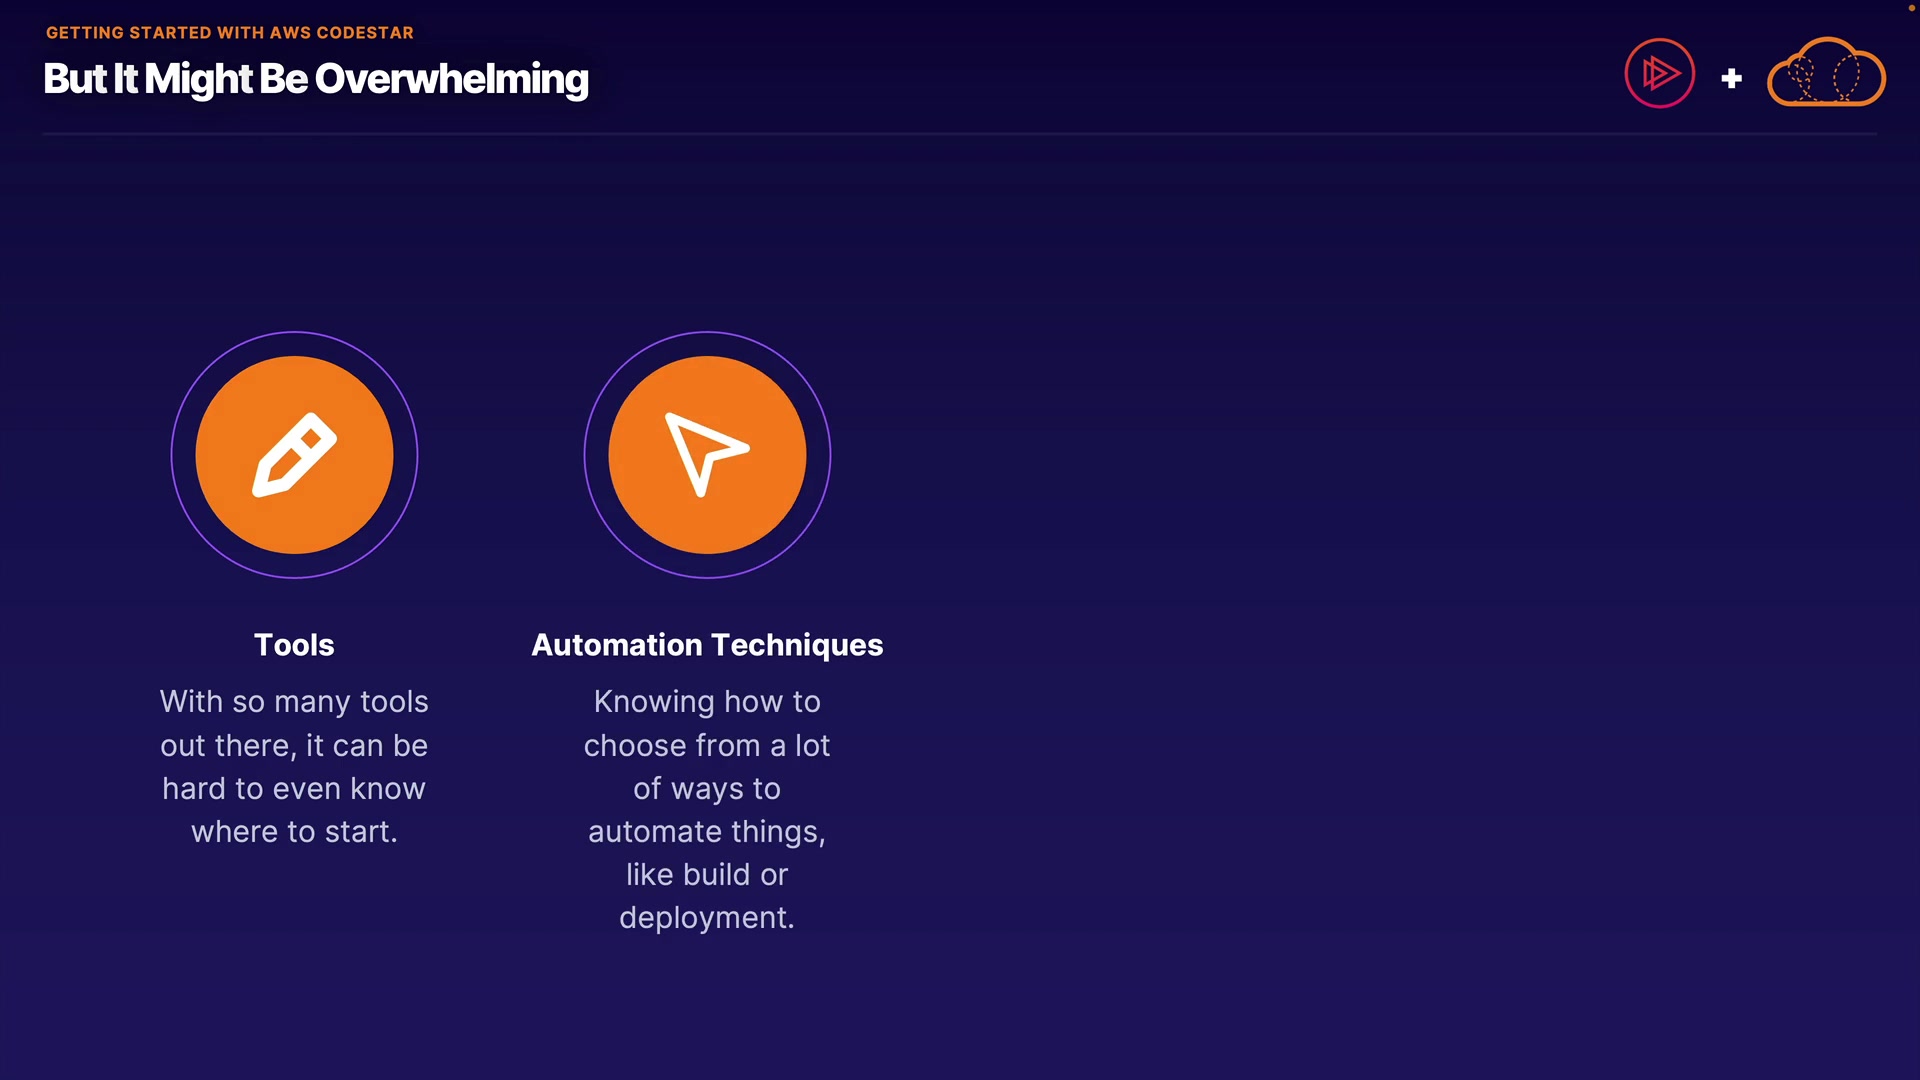 GETTING STARTED WITH AWS CODESTAR
But It Might Be Overwhelming
+
Tools
With so many tools
out there, it can be
hard to even know
where to start.
Automation Techniques
Knowing how to
choose from a lot
of ways to
automate things,
like build or
deployment.